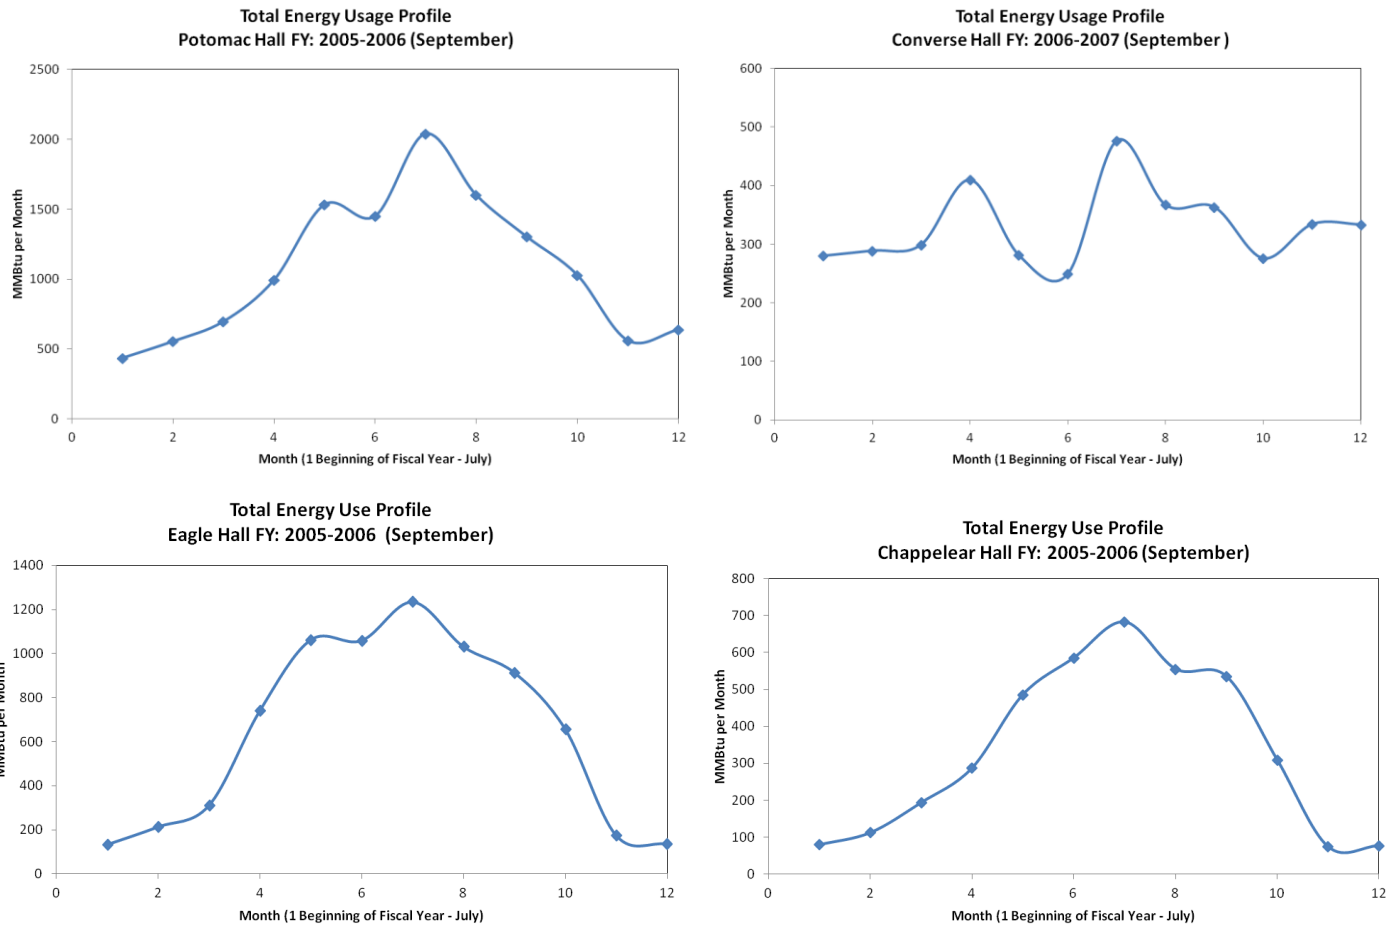 Total Energy Usage Profile
Potomac Hall FY: 2005-2006 (September)
2500
2000
1500
1000
500
0
MMBtu per Month
0 2 4 6 8 10 12
Month (1 Beginning of Fiscal Year - July)
Total Energy Usage Profile
Converse Hall FY: 2006-2007 (September )
600
500
400
300
200
100
0
MMBtu per Month
0 2 4 6 8 10 12
Month (1 Beginning of Fiscal Year - July)
Total Energy Use Profile
Eagle Hall FY: 2005-2006 (September)
1400
1200
1000
800
600
400
200
0
MMBtu per Month
0 2 4 6 8 10 12
Month (1 Beginning of Fiscal Year - July)
Total Energy Use Profile
Chappelear Hall FY: 2005-2006 (September)
800
700
600
500
400
300
200
100
0
MMBtu per Month
0 2 4 6 8 10 12
Month (1 Beginning of Fiscal Year - July)